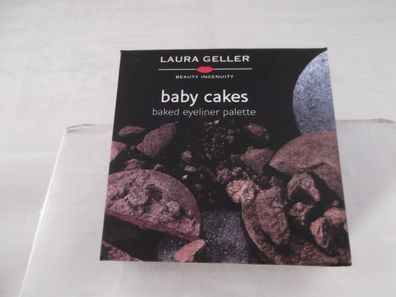 LAURA GELLER
BEAUTY INGENUITY
baby cakes
baked eyeliner palette